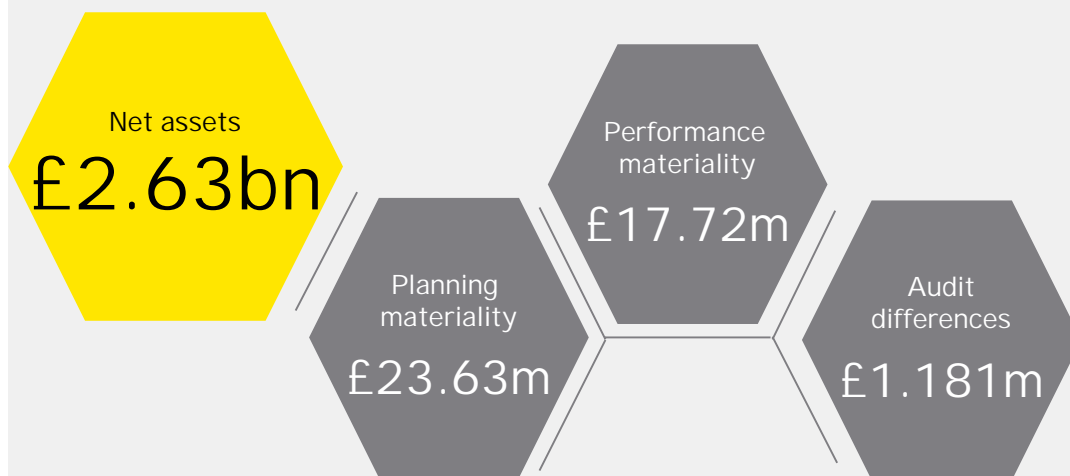 Net assets
£2.63bn
Planning
materiality
£23.63m
Performance
materiality
£17.72m
Audit
differences
£1.181m